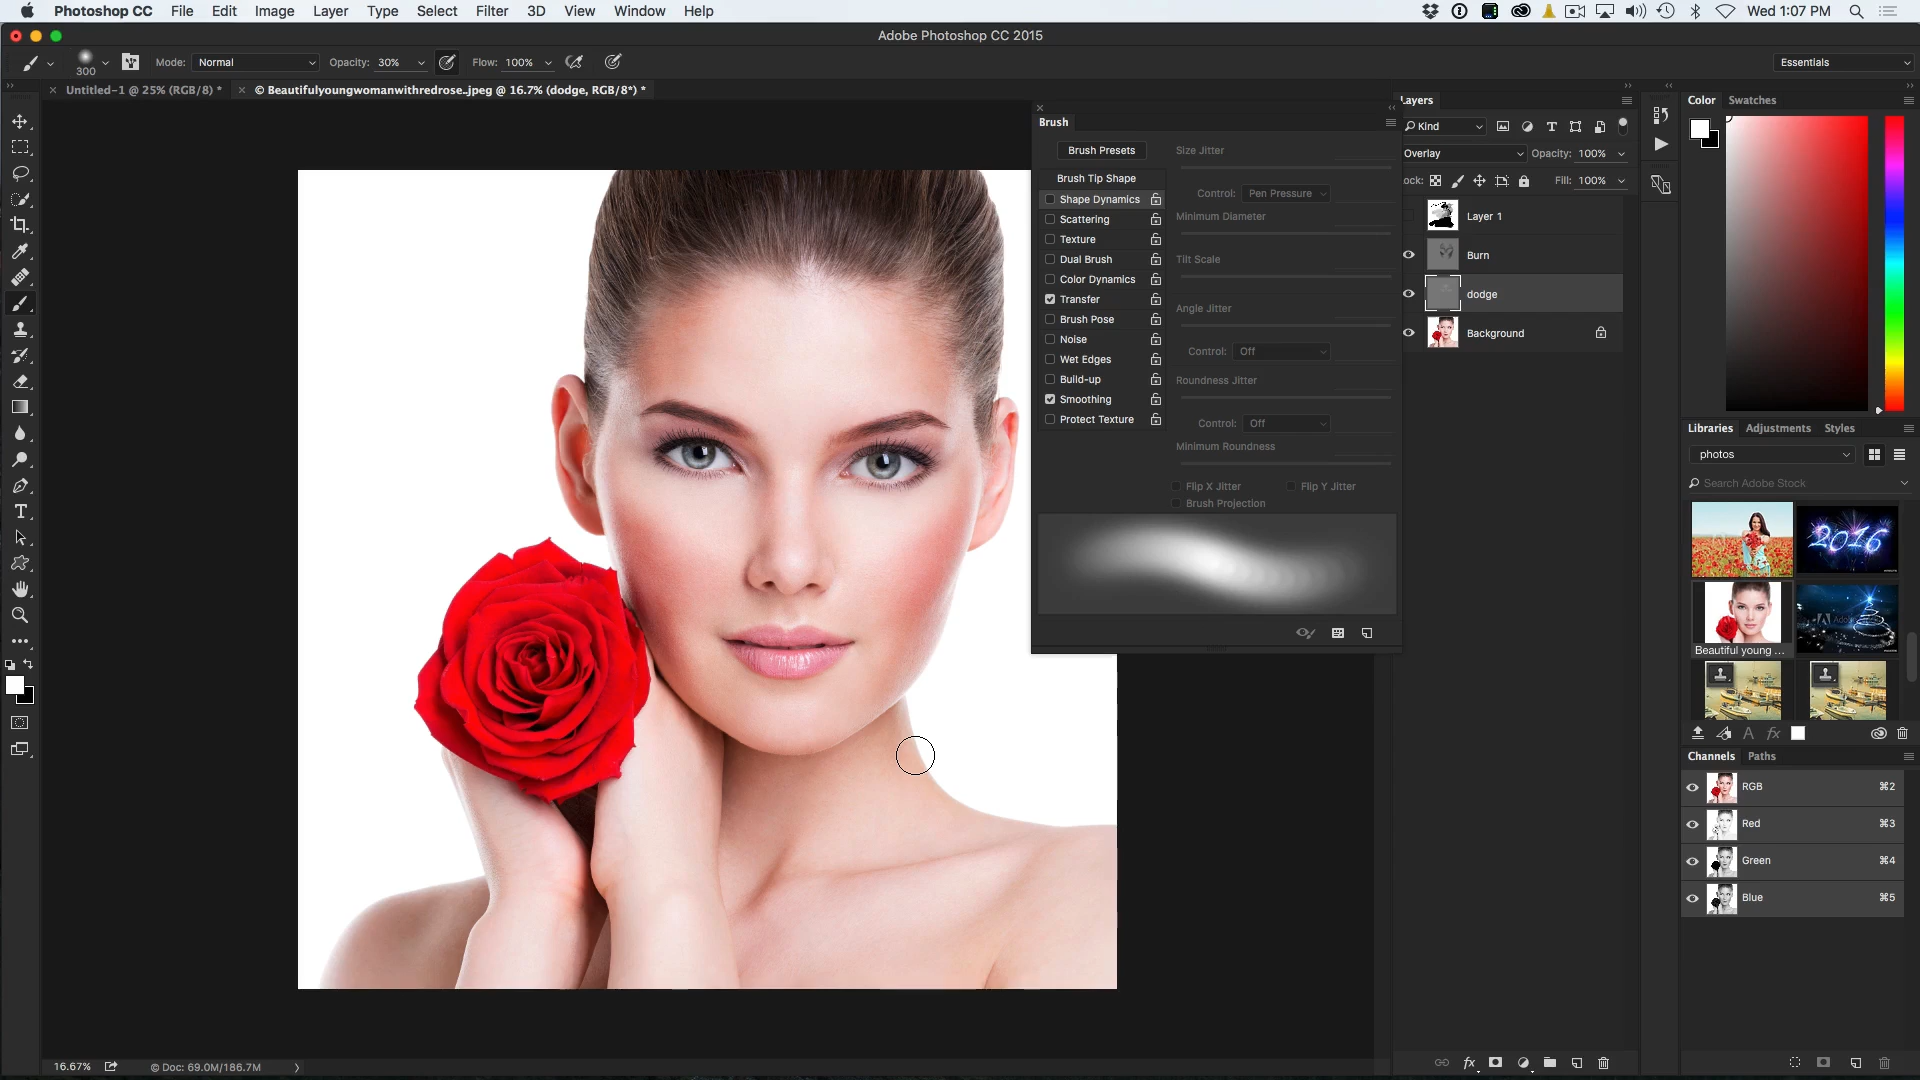 Photoshop CC File Edit Image Layer Type Select Filter 3D View Window Help Wed 1:07 PM
Adobe Photoshop CC 2015
300 Mode: Normal Opacity: 30% Flow: 100% Essentials
Untitled-1 @ 25% (RGB/8) * © Beautifulyoungwomanwithredrose..jpeg @ 16.7% (dodge, RGB/8*) *
Brush
Brush Presets
Brush Tip Shape
Shape Dynamics
Scattering
Texture
Dual Brush
Color Dynamics
Transfer
Brush Pose
Noise
Wet Edges
Build-up
Smoothing
Protect Texture
Size Jitter
Control: Pen Pressure
Minimum Diameter
Tilt Scale
Angle Jitter
Control: Off
Roundness Jitter
Control: Off
Minimum Roundness
Flip X Jitter Flip Y Jitter
Brush Projection
Layers
Kind
Overlay Opacity: 100%
ock: Fill: 100%
Layer 1
Burn
dodge
Background
Color Swatches
Libraries Adjustments Styles
photos
Search Adobe Stock
2016
Beautiful young ...
Channels Paths
RGB ⌘2
Red ⌘3
Green ⌘4
Blue ⌘5
16.67% © Doc: 69.0M/186.7M